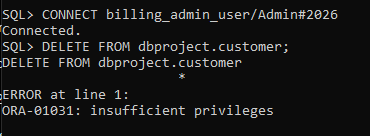 SQL> CONNECT billing_admin_user/Admin#2026
Connected.
SQL> DELETE FROM dbproject.customer;
DELETE FROM dbproject.customer
                      *
ERROR at line 1:
ORA-01031: insufficient privileges